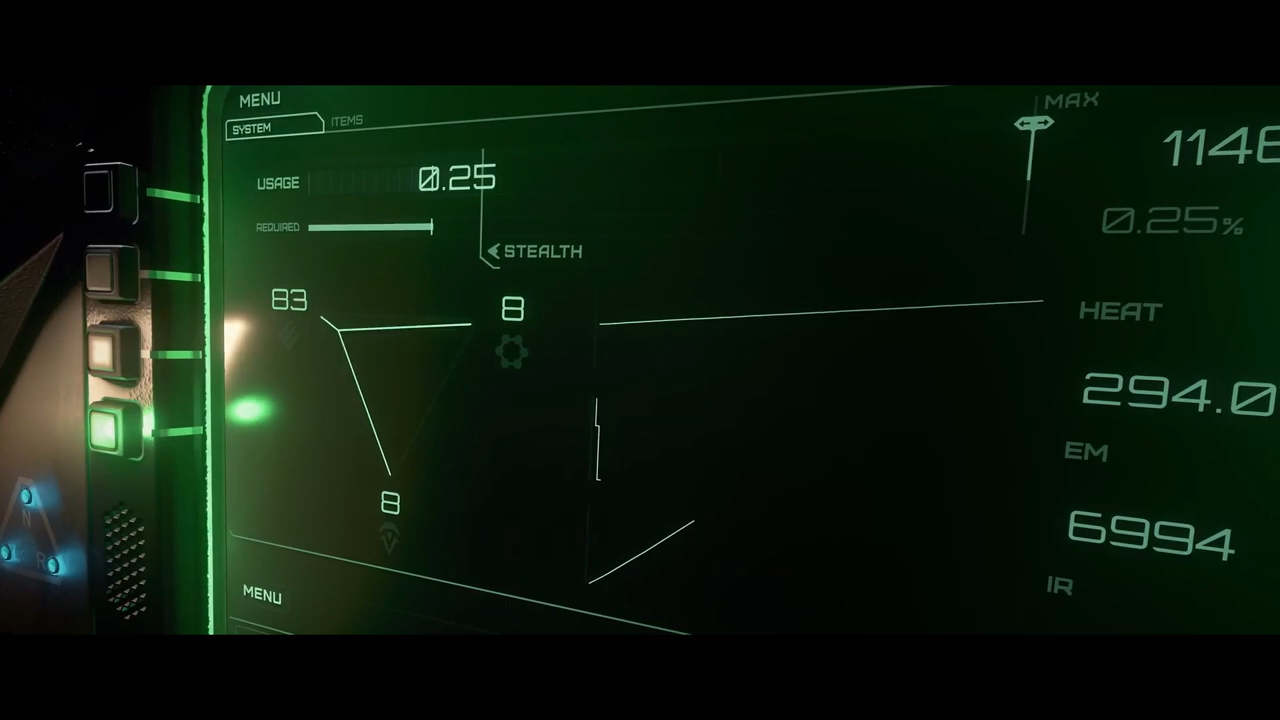 MENU
SYSTEM
ITEMS
USAGE
0.25
REQUIRED
STEALTH
83
8
8
MENU
MAX
1146
0.25%
HEAT
294.0
EM
6994
IR
N
R